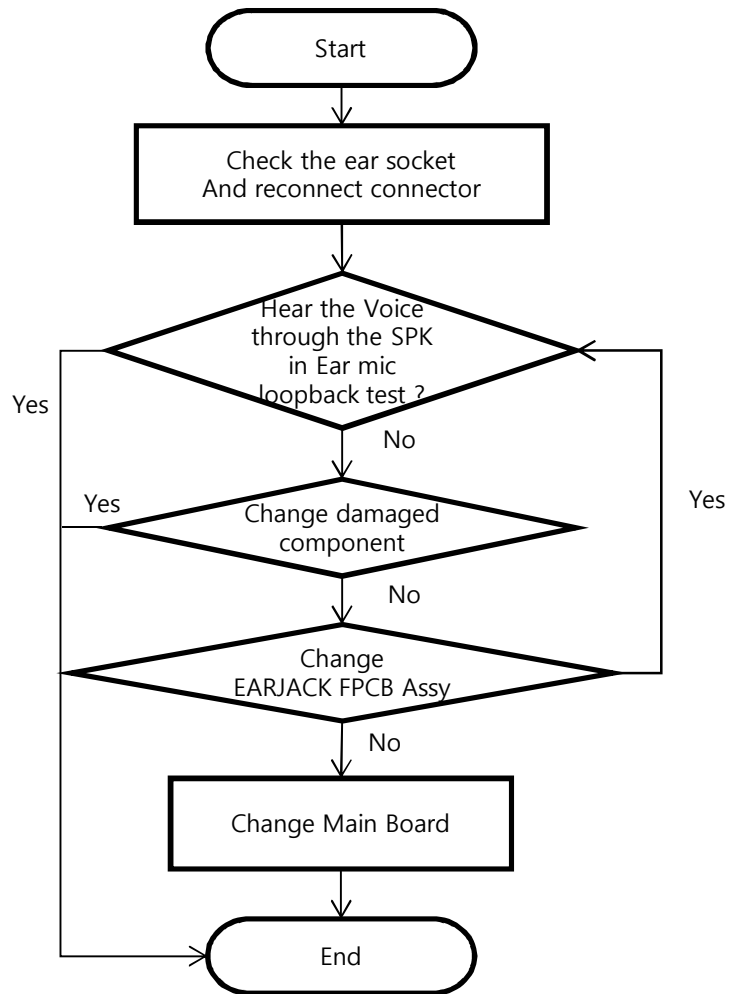 Start
Check the ear socket
And reconnect connector
Hear the Voice
through the SPK
in Ear mic
loopback test ?
Yes
No
Yes
Change damaged
component
Yes
No
Change
EARJACK FPCB Assy
No
Change Main Board
End